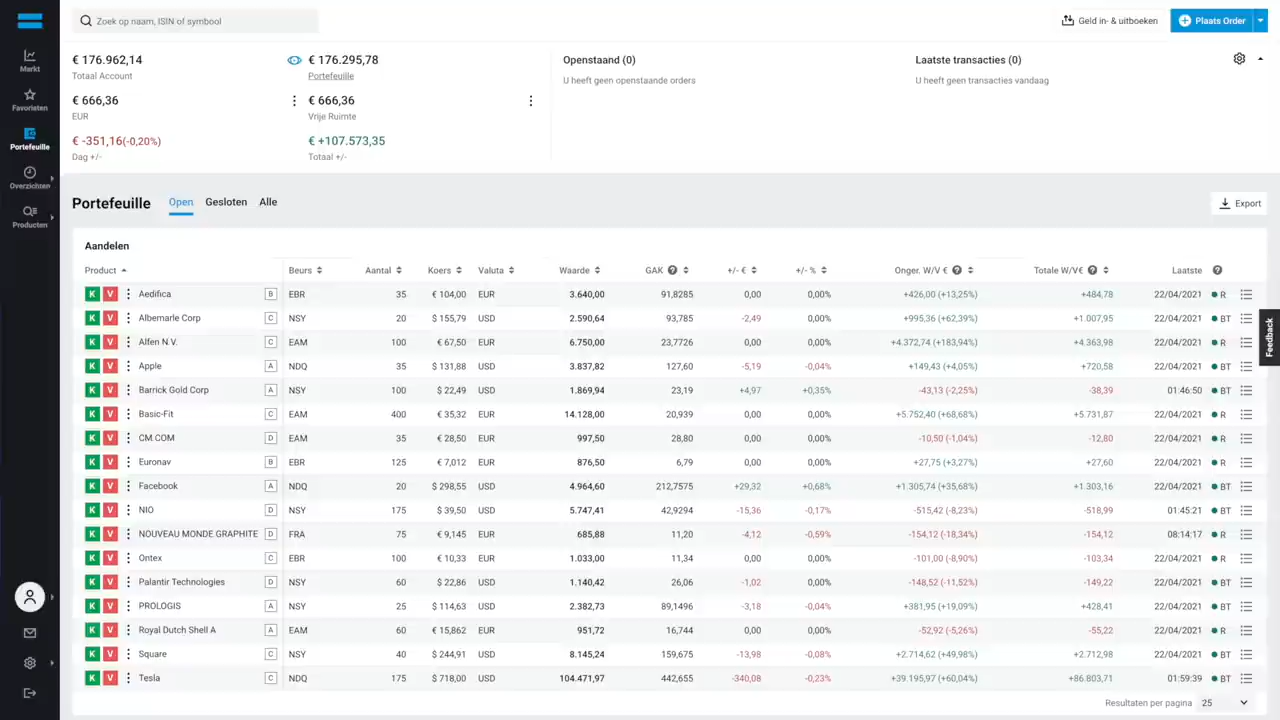 Zoek op naam, ISIN of symbool
Geld in- & uitboeken
Plaats Order
Markt
Favorieten
Portefeuille
Overzichten
Producten
€ 176.962,14
Totaal Account
€ 176.295,78
Portefeuille
€ 666,36
EUR
€ 666,36
Vrije Ruimte
€ -351,16(-0,20%)
Dag +/-
€ +107.573,35
Totaal +/-
Openstaand (0)
U heeft geen openstaande orders
Laatste transacties (0)
U heeft geen transacties vandaag
Portefeuille Open Gesloten Alle
Export
Aandelen
Product Beurs Aantal Koers Valuta Waarde GAK ? +/- € +/- % Onger. W/V € ? Totale W/V€ ? Laatste ?
K V Aedifica B EBR 35 € 104,00 EUR 3.640,00 91,8285 0,00 0,00% +426,00 (+13,25%) +484,78 22/04/2021 R
K V Albemarle Corp C NSY 20 $ 155,79 USD 2.590,64 93,785 -2,49 0,00% +995,36 (+62,39%) +1.007,95 22/04/2021 BT
K V Alfen N.V. C EAM 100 € 67,50 EUR 6.750,00 23,7726 0,00 0,00% +4.372,74 (+183,94%) +4.363,98 22/04/2021 R
K V Apple A NDQ 35 $ 131,88 USD 3.837,82 127,60 -5,19 -0,04% +149,43 (+4,05%) +720,58 22/04/2021 BT
K V Barrick Gold Corp A NSY 100 $ 22,49 USD 1.869,94 23,19 +4,97 +0,35% -43,13 (-2,25%) -38,39 01:46:50 BT
K V Basic-Fit C EAM 400 € 35,32 EUR 14.128,00 20,939 0,00 0,00% +5.752,40 (+68,68%) +5.731,87 22/04/2021 R
K V CM.COM D EAM 35 € 28,50 EUR 997,50 28,80 0,00 0,00% -10,50 (-1,04%) -12,80 22/04/2021 R
K V Euronav B EBR 125 € 7,012 EUR 876,50 6,79 0,00 0,00% +27,75 (+3,27%) +27,60 22/04/2021 R
K V Facebook A NDQ 20 $ 298,55 USD 4.964,60 212,7575 +29,32 +0,68% +1.305,74 (+35,68%) +1.303,16 22/04/2021 BT
K V NIO D NSY 175 $ 39,50 USD 5.747,41 42,9294 -15,36 -0,17% -515,42 (-8,23%) -518,99 01:45:21 BT
K V NOUVEAU MONDE.GRAPHITE D FRA 75 € 9,145 EUR 685,88 11,20 -4,12 -0,59% -154,12 (-18,34%) -154,12 08:14:17 R
K V Ontex C EBR 100 € 10,33 EUR 1.033,00 11,34 0,00 0,00% -101,00 (-8,90%) -103,34 22/04/2021 R
K V Palantir Technologies D NSY 60 $ 22,86 USD 1.140,42 26,06 -1,02 0,00% -148,52 (-11,52%) -149,22 22/04/2021 BT
K V PROLOGIS A NSY 25 $ 114,63 USD 2.382,73 89,1496 -3,18 -0,04% +381,95 (+19,09%) +428,41 22/04/2021 BT
K V Royal Dutch Shell A A EAM 60 € 15,862 EUR 951,72 16,744 0,00 0,00% -52,92 (-5,26%) -55,22 22/04/2021 R
K V Square C NSY 40 $ 244,91 USD 8.145,24 159,675 -13,98 -0,08% +2.714,62 (+49,98%) +2.712,98 22/04/2021 BT
K V Tesla C NDQ 175 $ 718,00 USD 104.471,97 442,655 -340,08 -0,23% +39.195,97 (+60,04%) +86.803,71 01:59:39 BT
Resultaten per pagina 25
Feedback